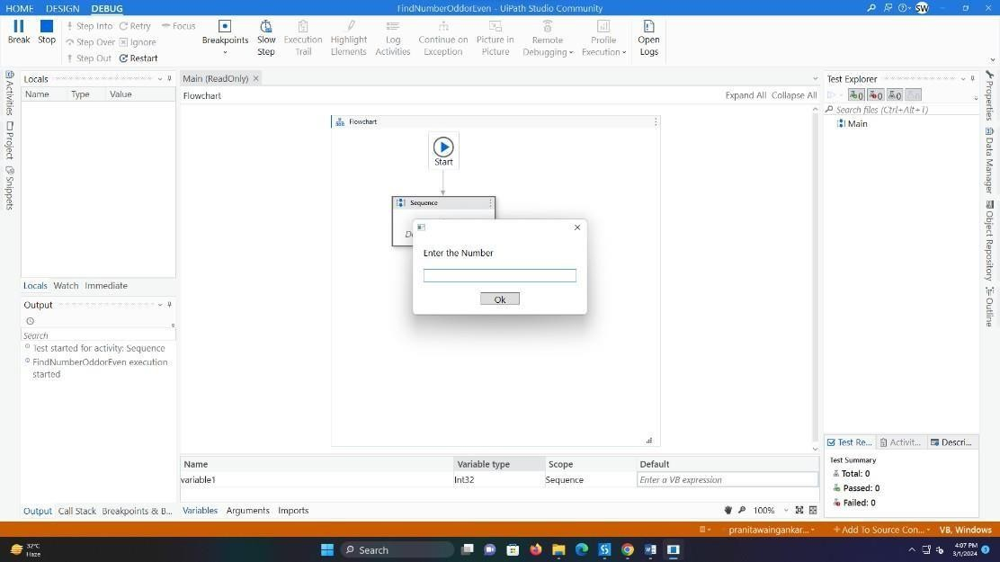 HOME DESIGN DEBUG FindNumberOddorEven - UiPath Studio Community SW
Break Stop Step Into Retry Focus
Step Over Ignore
Step Out Restart
Breakpoints Slow Step Execution Trail Highlight Elements Log Activities Continue on Exception Picture in Picture Remote Debugging Profile Execution Open Logs
Activities
Project
Snippets
Locals
Name Type Value
Locals Watch Immediate
Output
Search
Test started for activity: Sequence
FindNumberOddorEven execution
started
Output Call Stack Breakpoints & B...
Main (ReadOnly)
Flowchart Expand All Collapse All
Flowchart
Start
Sequence
Enter the Number
Ok
Name Variable type Scope Default
variable1 Int32 Sequence Enter a VB expression
Variables Arguments Imports 100%
Test Explorer
0 0 0
Search files (Ctrl+Alt+T)
Main
Test Re... Activit... Descri...
Test Summary
Total: 0
Passed: 0
Failed: 0
Properties
Data Manager
Object Repository
Outline
pranitawaingankar... + Add To Source Con... VB, Windows
32°C
Haze
Search
4:07 PM
3/1/2024